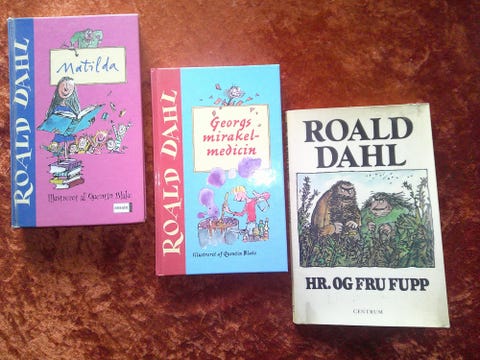 ROALD DAHL
Matilda
Illustreret af Quentin Blake
ROALD DAHL
Georgs
mirakel-
medicin
Illustreret af Quentin Blake
ROALD
DAHL
HR. OG FRU FUPP
CENTRUM